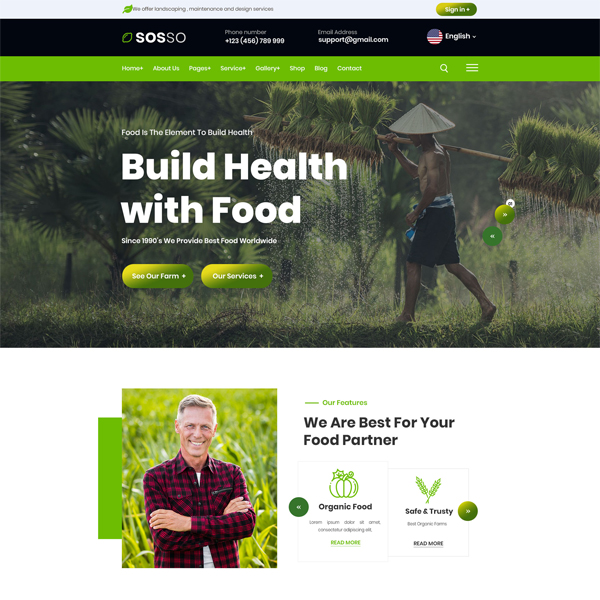 We offer landscaping , maintenance and design services
Sign in +
SOSSO
Phone number
+123 (456) 789 999
Email Address
support@gmail.com
English
Home+ About Us Pages+ Service+ Gallery+ Shop Blog Contact
Food Is The Element To Build Health
Build Health
with Food
Since 1990's We Provide Best Food Worldwide
See Our Farm +
Our Services +
Our Features
We Are Best For Your
Food Partner
Organic Food
Lorem ipsum dolor sit amet,
consectetur adipiscing elit.
READ MORE
Safe & Trusty
Best Organic Farms
READ MORE